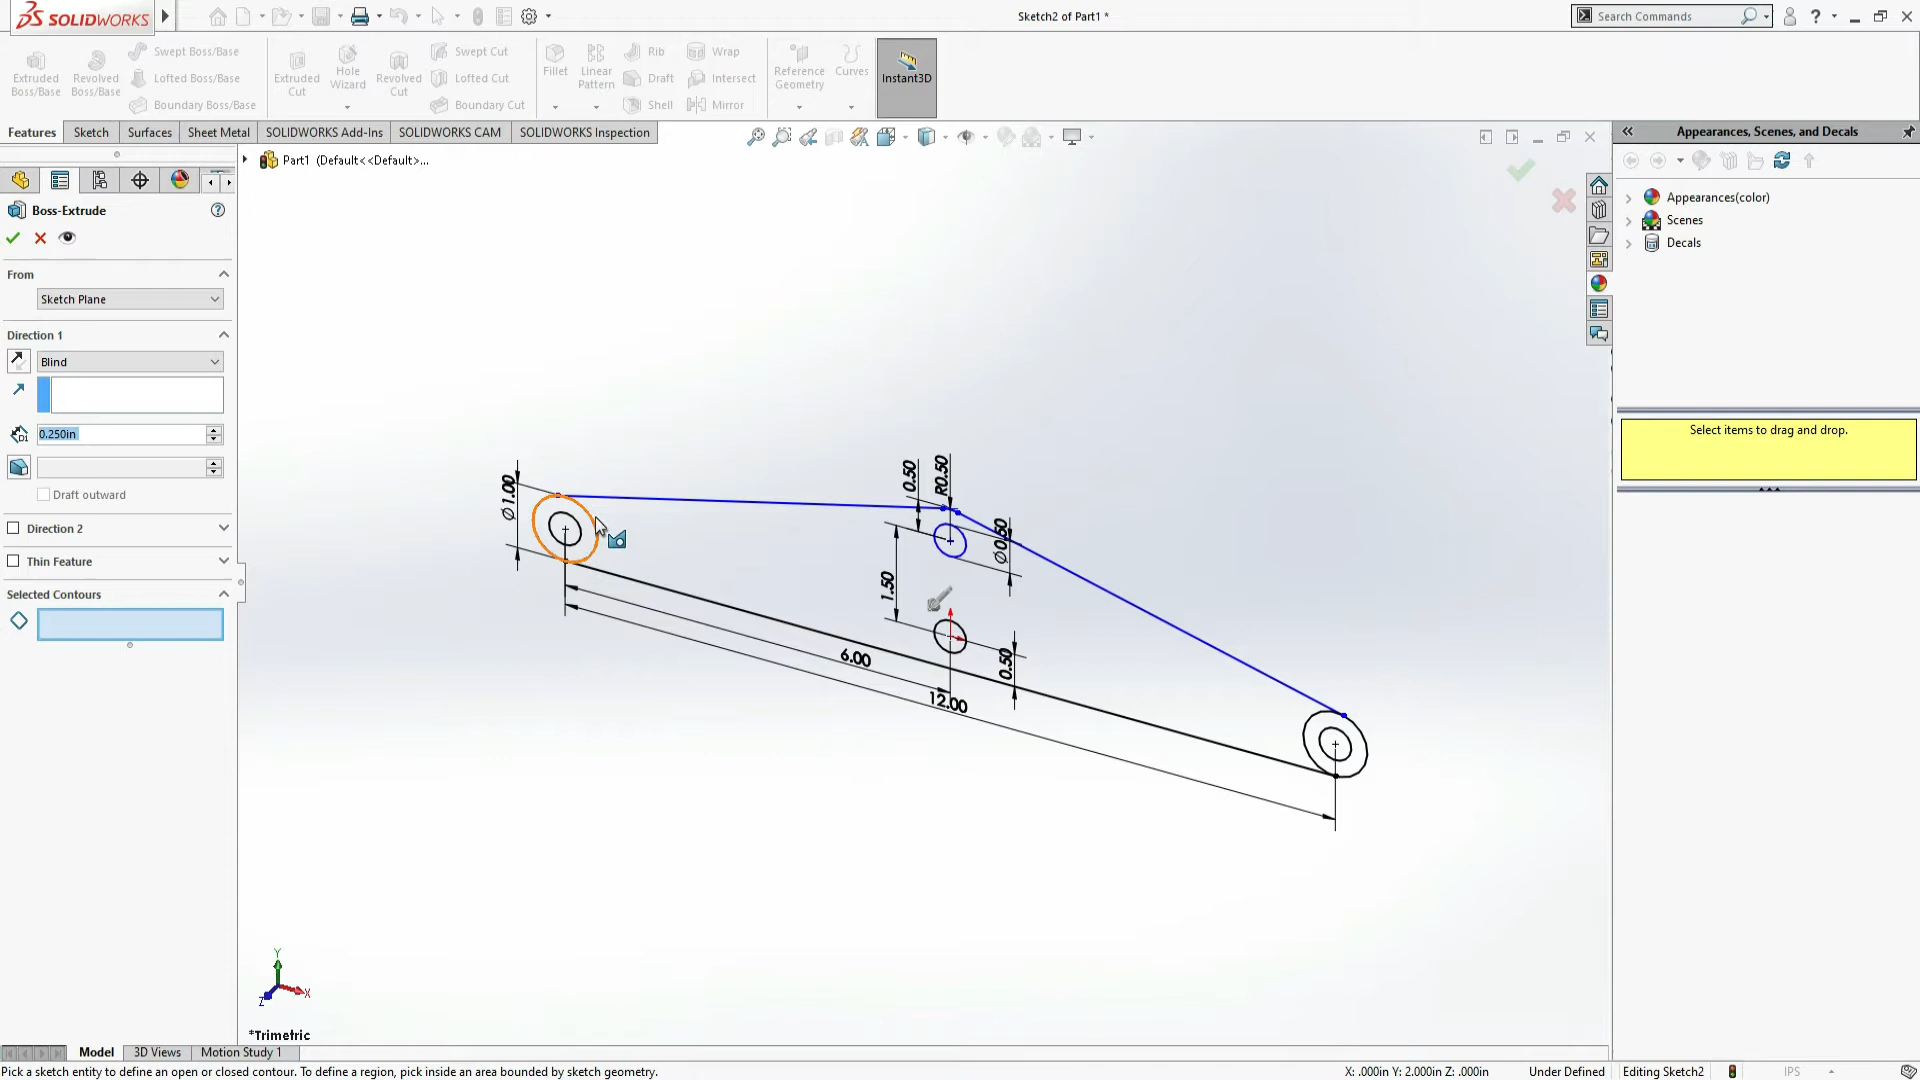 SOLIDWORKS
Sketch2 of Part1 *
Search Commands
Extruded Boss/Base
Revolved Boss/Base
Swept Boss/Base
Lofted Boss/Base
Boundary Boss/Base
Extruded Cut
Hole Wizard
Revolved Cut
Swept Cut
Lofted Cut
Boundary Cut
Fillet
Linear Pattern
Rib
Draft
Shell
Wrap
Intersect
Mirror
Reference Geometry
Curves
Instant3D
Features
Sketch
Surfaces
Sheet Metal
SOLIDWORKS Add-Ins
SOLIDWORKS CAM
SOLIDWORKS Inspection
Part1 (Default<<Default>...
Boss-Extrude
From
Sketch Plane
Direction 1
Blind
D1
0.250in
Draft outward
Direction 2
Thin Feature
Selected Contours
Ø1.00
0.50
R0.50
Ø0.50
1.50
0.50
6.00
12.00
Y
X
Z
*Trimetric
Appearances, Scenes, and Decals
Appearances(color)
Scenes
Decals
Select items to drag and drop.
Model
3D Views
Motion Study 1
Pick a sketch entity to define an open or closed contour. To define a region, pick inside an area bounded by sketch geometry.
X: .000in Y: 2.000in Z: .000in
Under Defined
Editing Sketch2
IPS